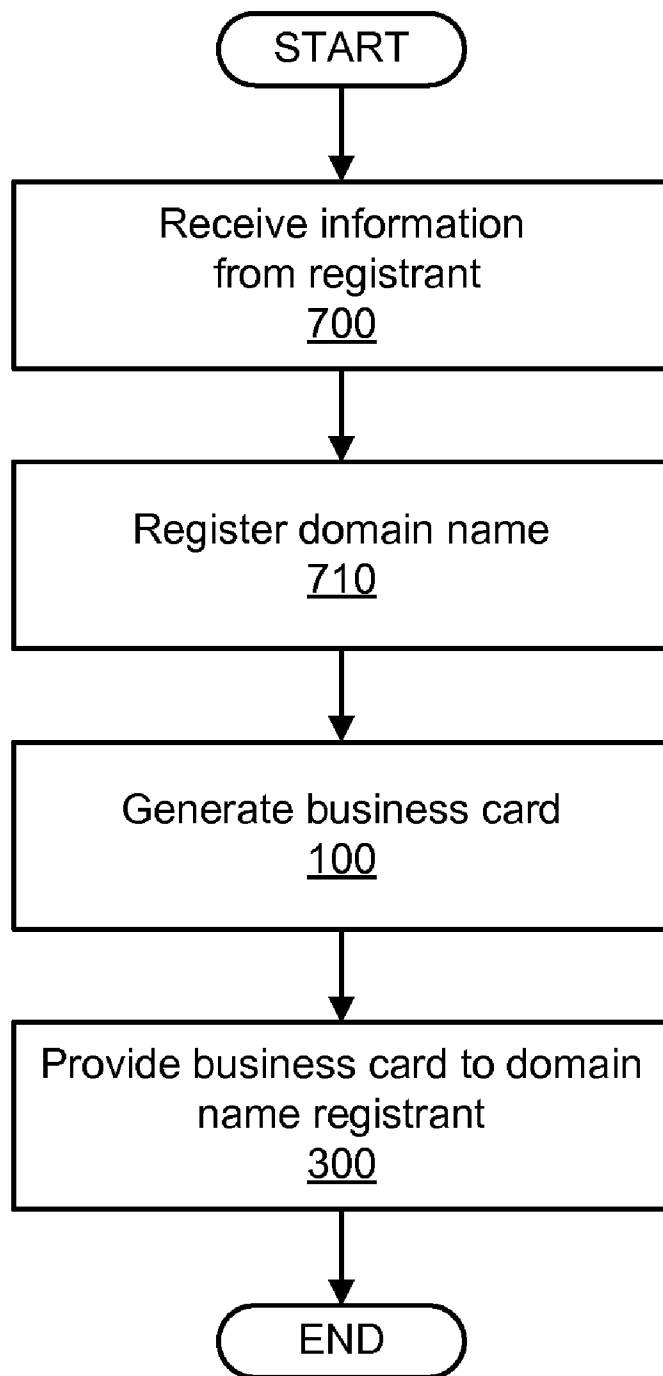 START
Receive information
from registrant
700
Register domain name
710
Generate business card
100
Provide business card to domain
name registrant
300
END